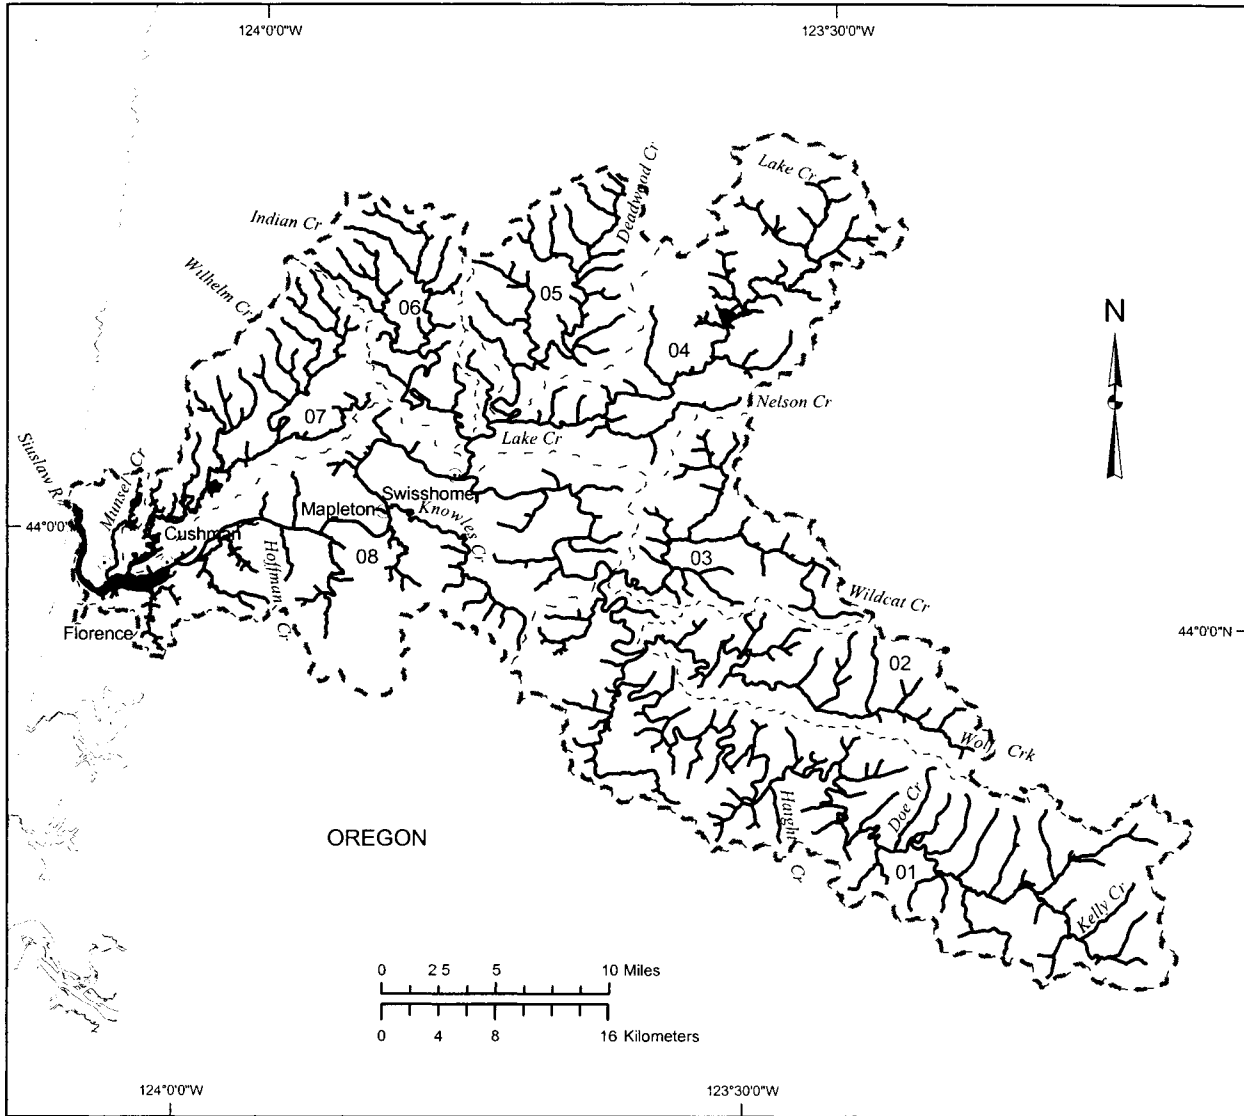 124°0'0"W
123°30'0"W
Lake Cr
Deadwood Cr
Indian Cr
Wilhelm Cr
N
06
05
04
07
Nelson Cr
Lake Cr
Siuslaw R
Munsel Cr
Swisshome
Mapleton
Knowles Cr
44°0'0"
Cushman
Hoffman Cr
08
03
Wildcat Cr
Florence
44°0'0"N
02
Wolf Crk
Doe Cr
Haight Cr
OREGON
01
Kelly Cr
0 2 5 5 10 Miles
0 4 8 16 Kilometers
124°0'0"W
123°30'0"W